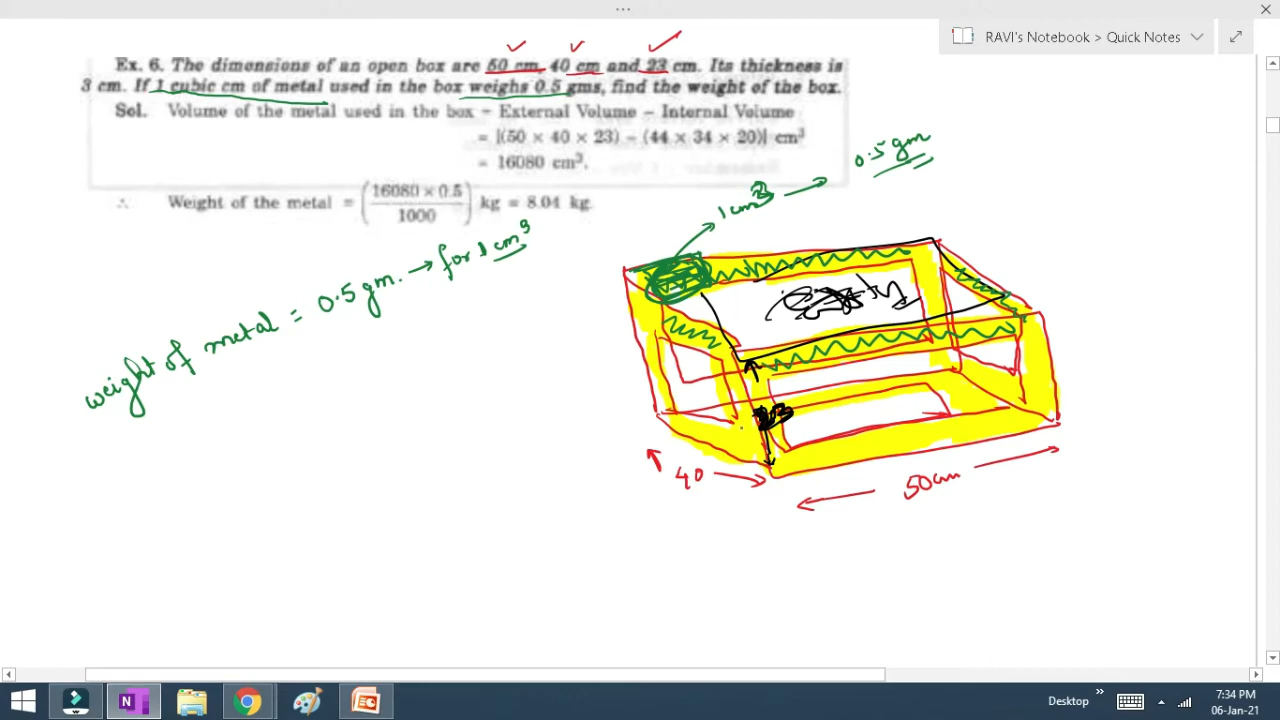 RAVI's Notebook > Quick Notes
Ex. 6. The dimensions of an open box are 50 cm, 40 cm and 23 cm. Its thickness is
3 cm. If 1 cubic cm of metal used in the box weighs 0.5 gms, find the weight of the box.
Sol. Volume of the metal used in the box = External Volume − Internal Volume
= [(50 × 40 × 23) − (44 × 34 × 20)] cm³
= 16080 cm³.
∴ Weight of the metal = (16080 × 0.5 / 1000) kg = 8.04 kg.
1cm³ → 0.5 gm
weight of metal = 0.5 gm. → for 1 cm³
40
50cm
Desktop
7:34 PM
06-Jan-21